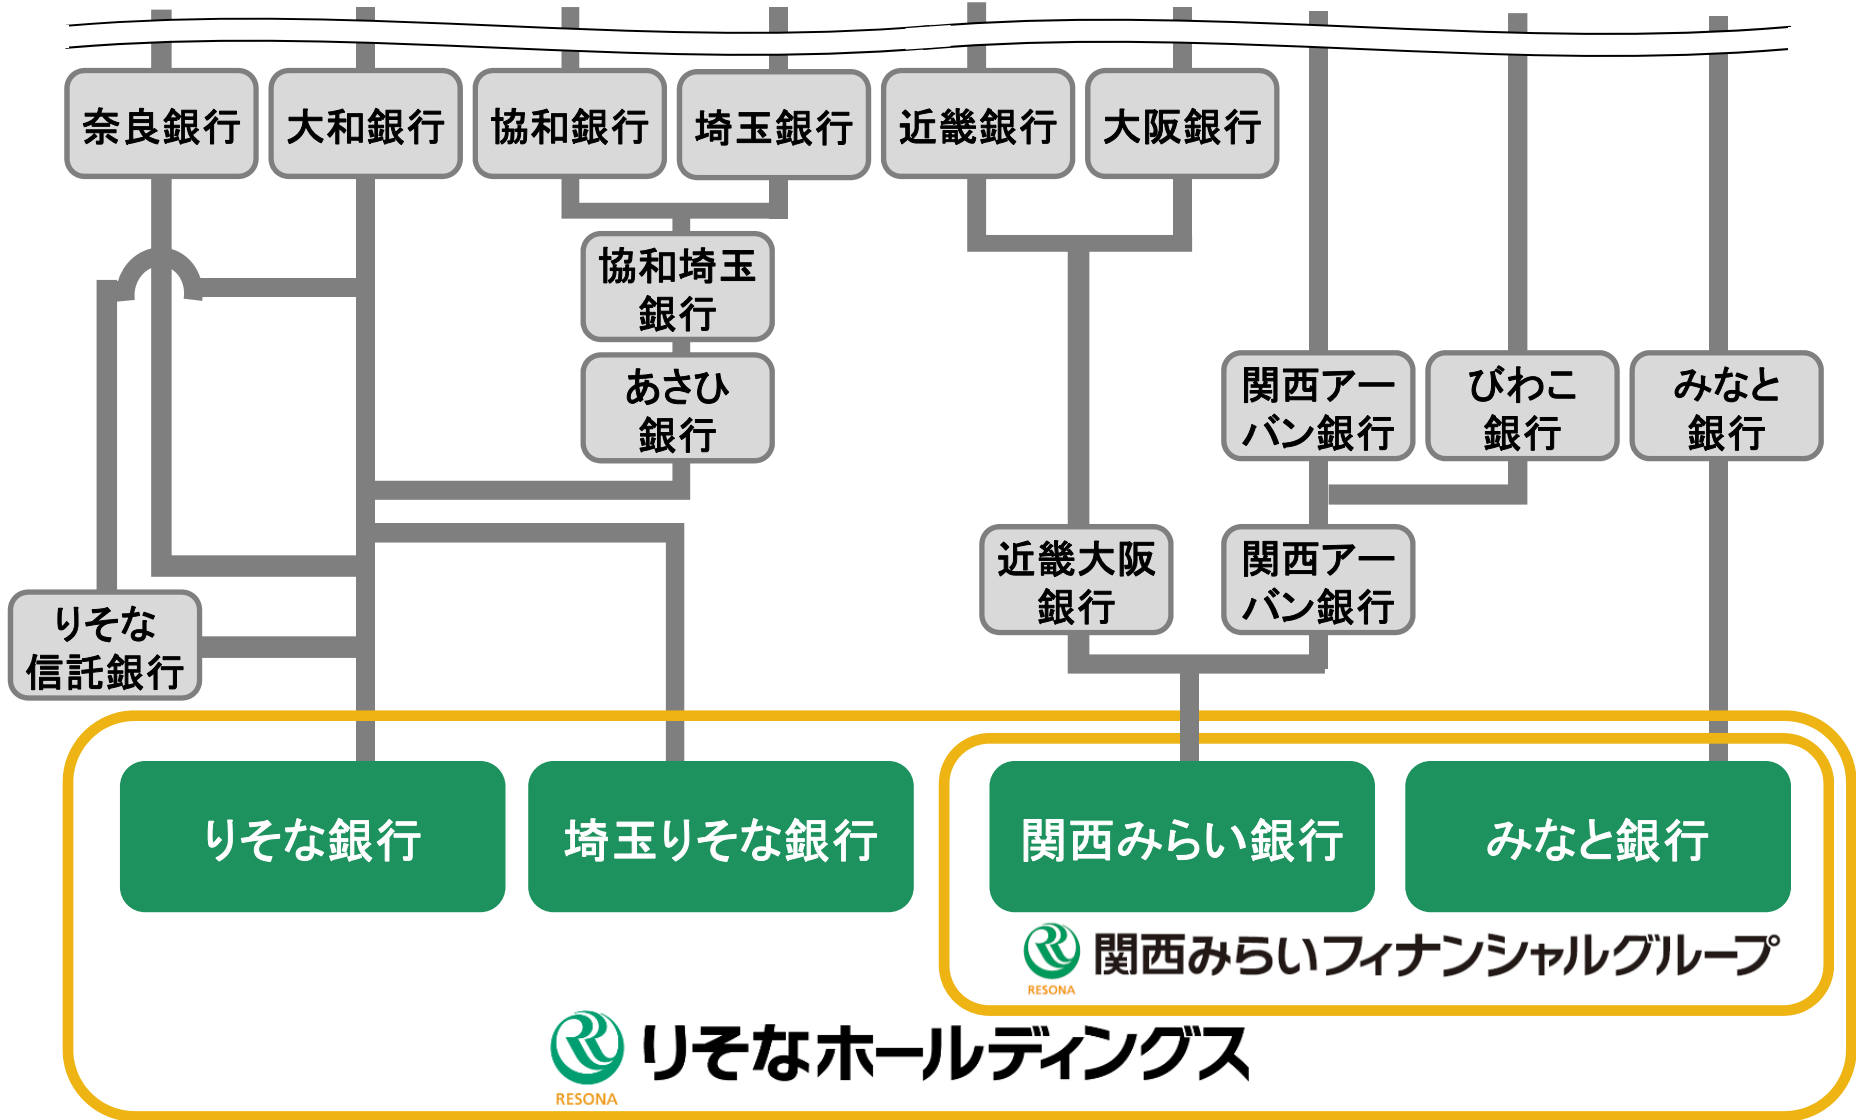 奈良銀行
大和銀行
協和銀行
埼玉銀行
近畿銀行
大阪銀行
協和埼玉
銀行
あさひ
銀行
関西アー
バン銀行
びわこ
銀行
みなと
銀行
近畿大阪
銀行
関西アー
バン銀行
りそな
信託銀行
りそな銀行
埼玉りそな銀行
関西みらい銀行
みなと銀行
関西みらいフィナンシャルグループ
RESONA
りそなホールディングス
RESONA